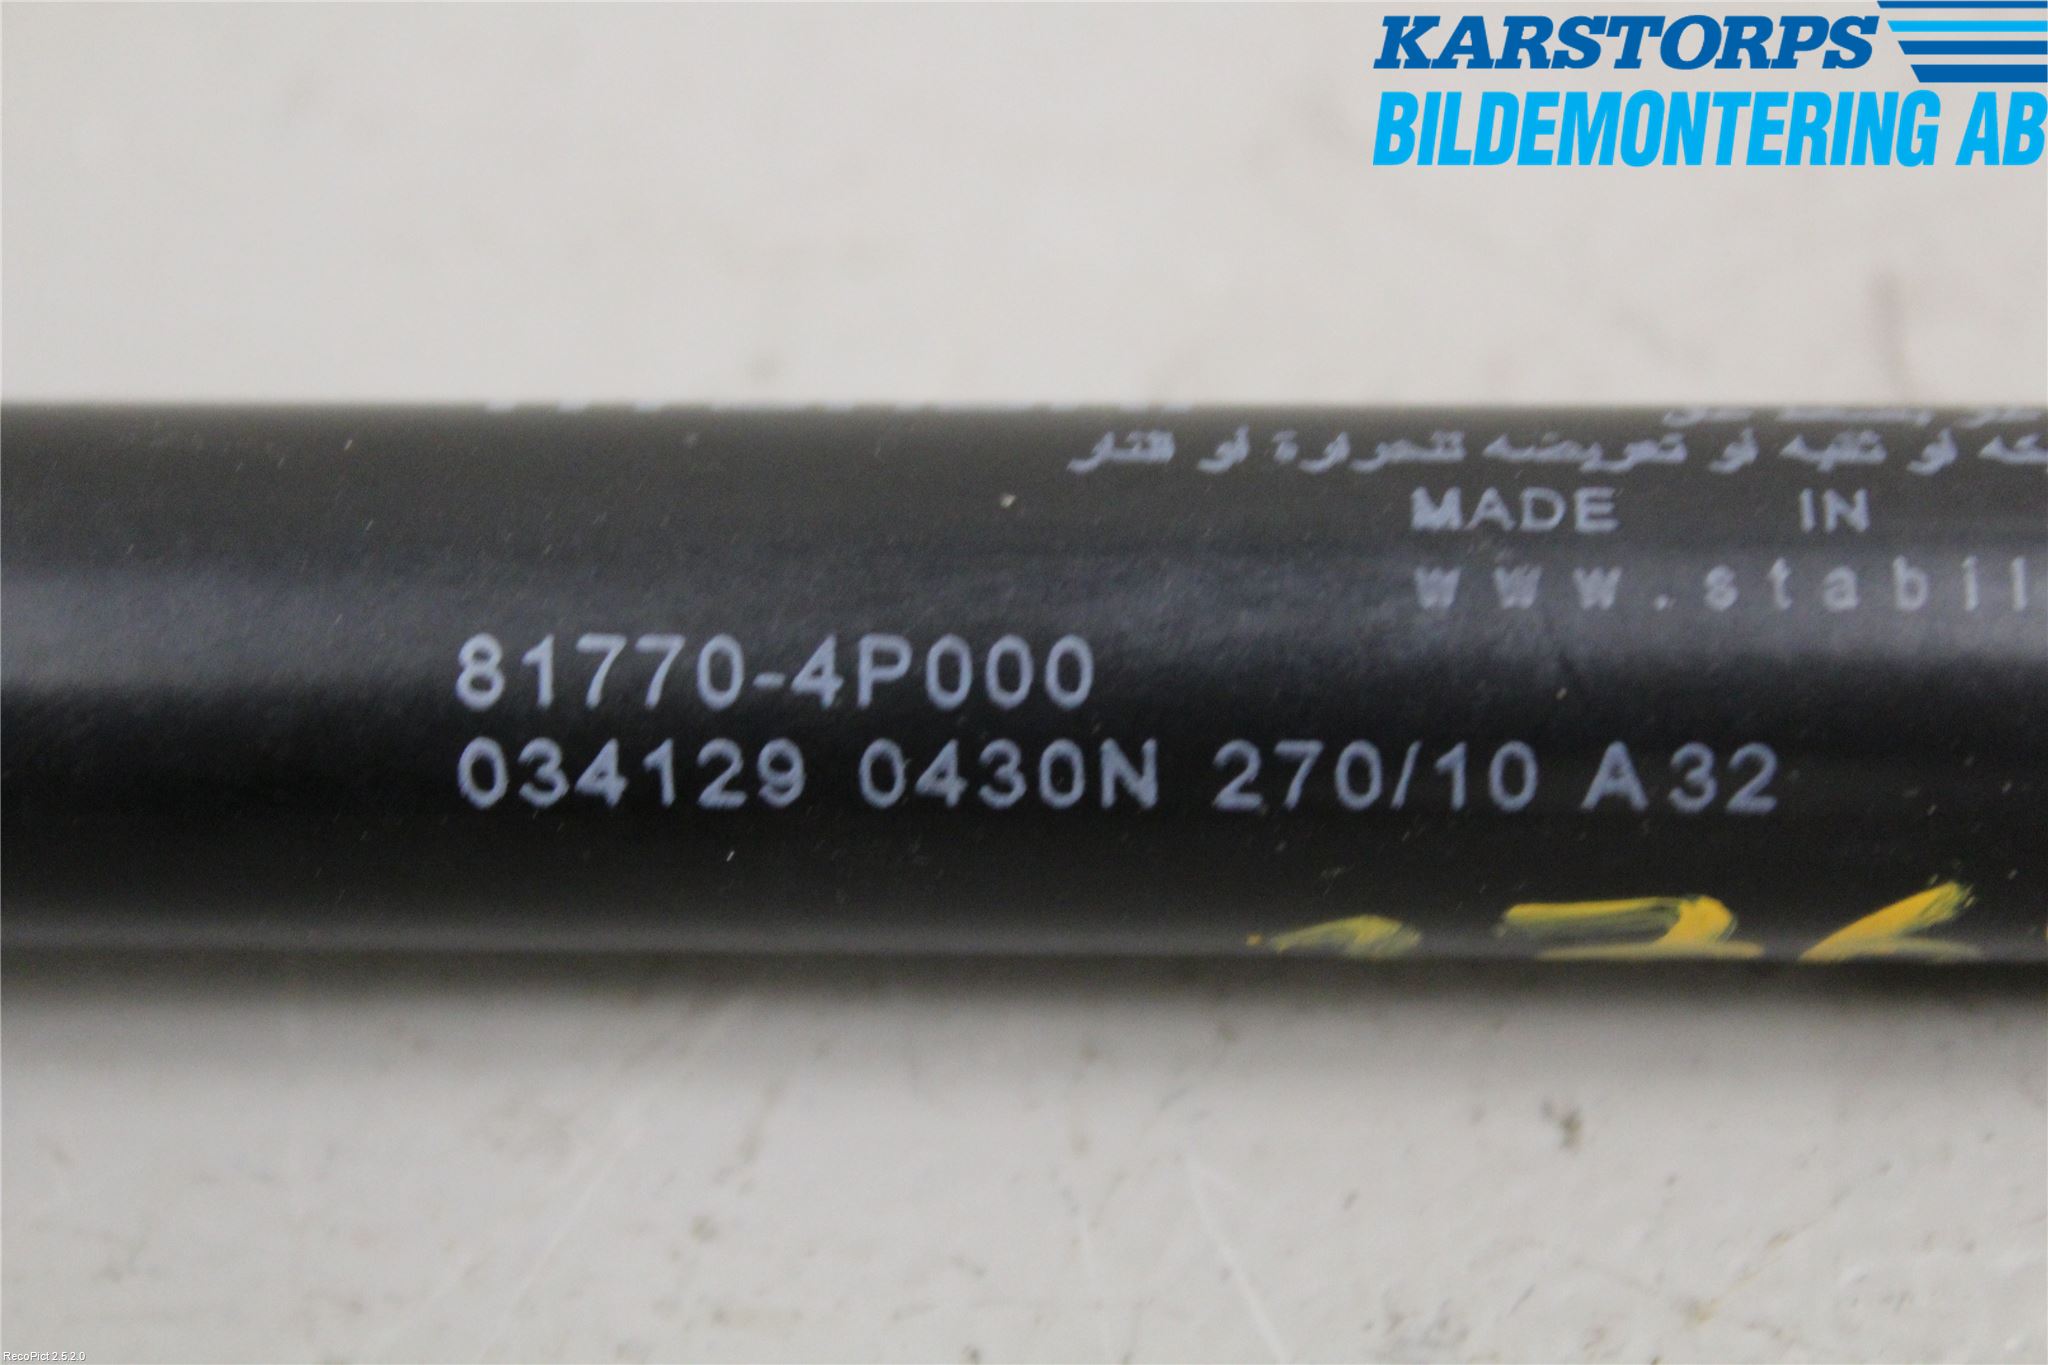 KARSTORPS
BILDEMONTERING AB
MADE IN
www.stabil
81770-4P000
034129 0430N 270/10 A32
RecoPict 2.5.2.0